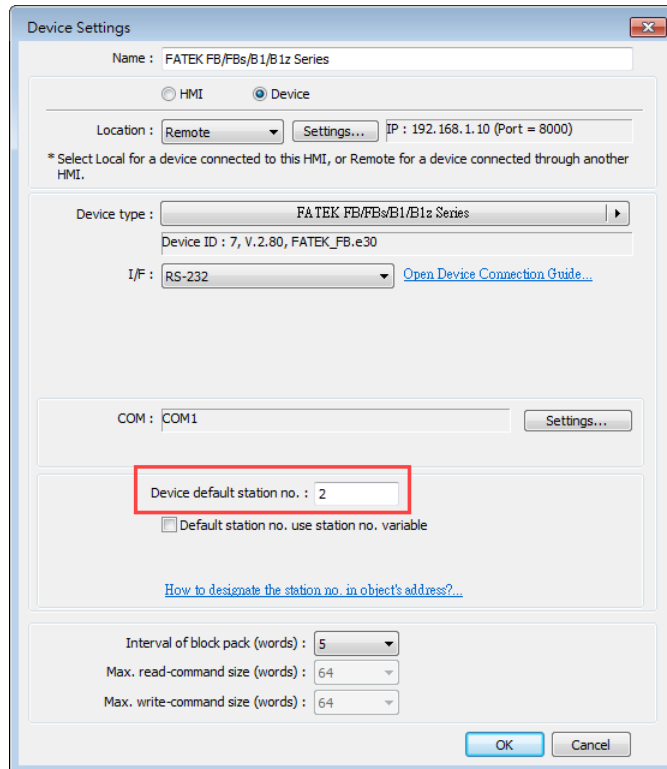 Device Settings
Name : FATEK FB/FBs/B1/B1z Series
HMI Device
Location : Remote Settings... IP : 192.168.1.10 (Port = 8000)
* Select Local for a device connected to this HMI, or Remote for a device connected through another
HMI.
Device type : FATEK FB/FBs/B1/B1z Series
Device ID : 7, V.2.80, FATEK_FB.e30
I/F : RS-232 Open Device Connection Guide...
COM : COM1 Settings...
Device default station no. : 2
Default station no. use station no. variable
How to designate the station no. in object's address?...
Interval of block pack (words) : 5
Max. read-command size (words) : 64
Max. write-command size (words) : 64
OK Cancel